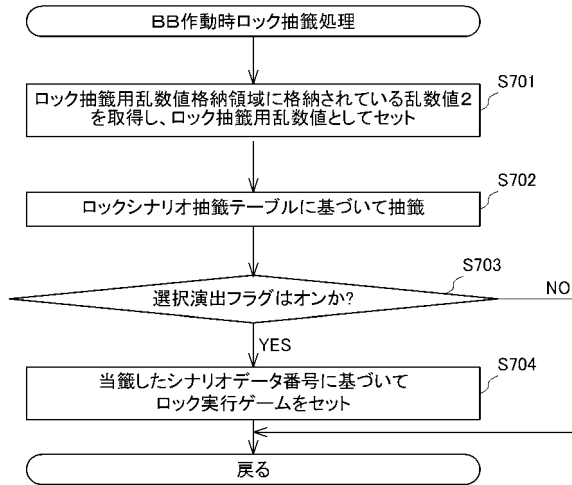 BB作動時ロック抽籤処理
S701
ロック抽籤用乱数値格納領域に格納されている乱数値2
を取得し、ロック抽籤用乱数値としてセット
S702
ロックシナリオ抽籤テーブルに基づいて抽籤
S703
選択演出フラグはオンか?
NO
YES
S704
当籤したシナリオデータ番号に基づいて
ロック実行ゲームをセット
戻る